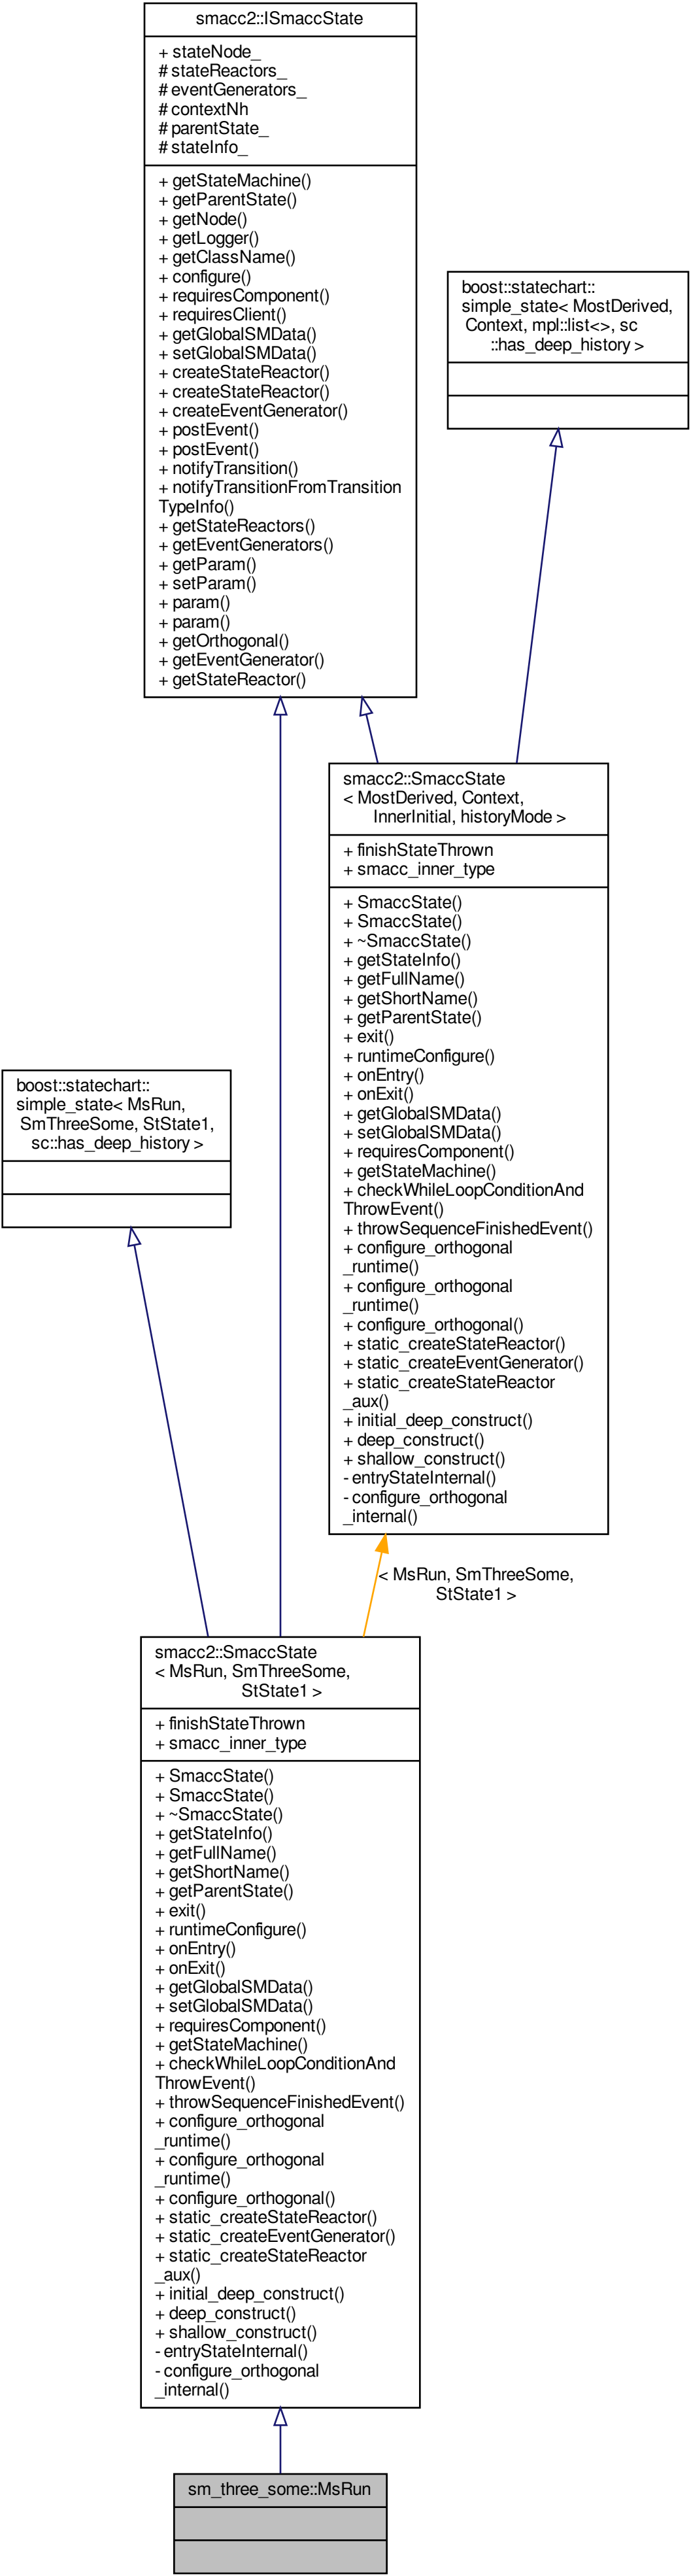 smacc2::ISmaccState
+ stateNode_
# stateReactors_
# eventGenerators_
# contextNh
# parentState_
# stateInfo_
+ getStateMachine()
+ getParentState()
+ getNode()
+ getLogger()
+ getClassName()
+ configure()
+ requiresComponent()
+ requiresClient()
+ getGlobalSMData()
+ setGlobalSMData()
+ createStateReactor()
+ createStateReactor()
+ createEventGenerator()
+ postEvent()
+ postEvent()
+ notifyTransition()
+ notifyTransitionFromTransition
TypeInfo()
+ getStateReactors()
+ getEventGenerators()
+ getParam()
+ setParam()
+ param()
+ param()
+ getOrthogonal()
+ getEventGenerator()
+ getStateReactor()
boost::statechart::
simple_state< MostDerived,
Context, mpl::list<>, sc
::has_deep_history >
smacc2::SmaccState
< MostDerived, Context,
InnerInitial, historyMode >
+ finishStateThrown
+ smacc_inner_type
+ SmaccState()
+ SmaccState()
+ ~SmaccState()
+ getStateInfo()
+ getFullName()
+ getShortName()
+ getParentState()
+ exit()
+ runtimeConfigure()
+ onEntry()
+ onExit()
+ getGlobalSMData()
+ setGlobalSMData()
+ requiresComponent()
+ getStateMachine()
+ checkWhileLoopConditionAnd
ThrowEvent()
+ throwSequenceFinishedEvent()
+ configure_orthogonal
_runtime()
+ configure_orthogonal
_runtime()
+ configure_orthogonal()
+ static_createStateReactor()
+ static_createEventGenerator()
+ static_createStateReactor
_aux()
+ initial_deep_construct()
+ deep_construct()
+ shallow_construct()
- entryStateInternal()
- configure_orthogonal
_internal()
boost::statechart::
simple_state< MsRun,
SmThreeSome, StState1,
sc::has_deep_history >
< MsRun, SmThreeSome,
StState1 >
smacc2::SmaccState
< MsRun, SmThreeSome,
StState1 >
+ finishStateThrown
+ smacc_inner_type
+ SmaccState()
+ SmaccState()
+ ~SmaccState()
+ getStateInfo()
+ getFullName()
+ getShortName()
+ getParentState()
+ exit()
+ runtimeConfigure()
+ onEntry()
+ onExit()
+ getGlobalSMData()
+ setGlobalSMData()
+ requiresComponent()
+ getStateMachine()
+ checkWhileLoopConditionAnd
ThrowEvent()
+ throwSequenceFinishedEvent()
+ configure_orthogonal
_runtime()
+ configure_orthogonal
_runtime()
+ configure_orthogonal()
+ static_createStateReactor()
+ static_createEventGenerator()
+ static_createStateReactor
_aux()
+ initial_deep_construct()
+ deep_construct()
+ shallow_construct()
- entryStateInternal()
- configure_orthogonal
_internal()
sm_three_some::MsRun